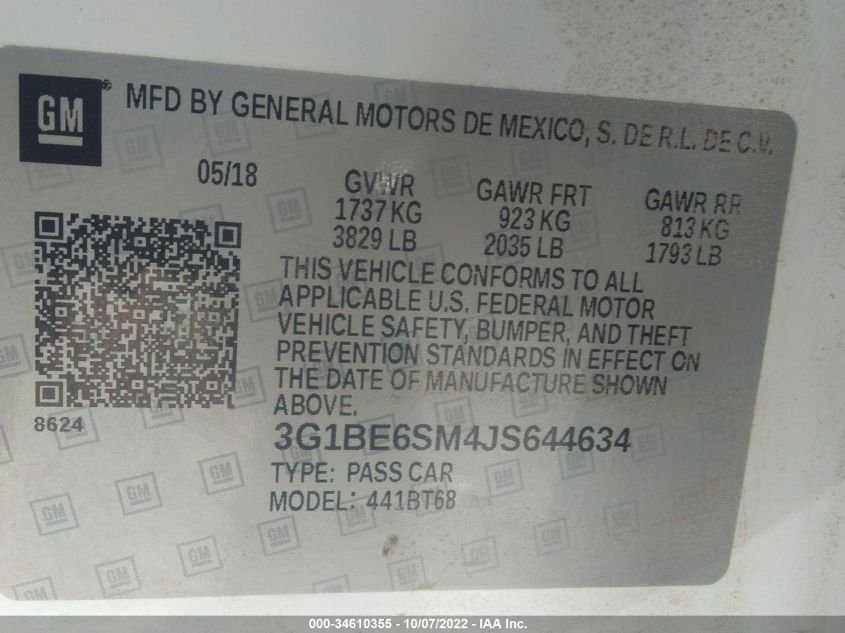 GM
MFD BY GENERAL MOTORS DE MEXICO, S. DE R.L. DE C.V.
05/18
GVWR
1737 KG
3829 LB
GAWR FRT
923 KG
2035 LB
GAWR RR
813 KG
1793 LB
THIS VEHICLE CONFORMS TO ALL
APPLICABLE U.S. FEDERAL MOTOR
VEHICLE SAFETY, BUMPER, AND THEFT
PREVENTION STANDARDS IN EFFECT ON
THE DATE OF MANUFACTURE SHOWN
ABOVE.
8624
3G1BE6SM4JS644634
TYPE: PASS CAR
MODEL: 441BT68
000-34610355 - 10/07/2022 - IAA Inc.